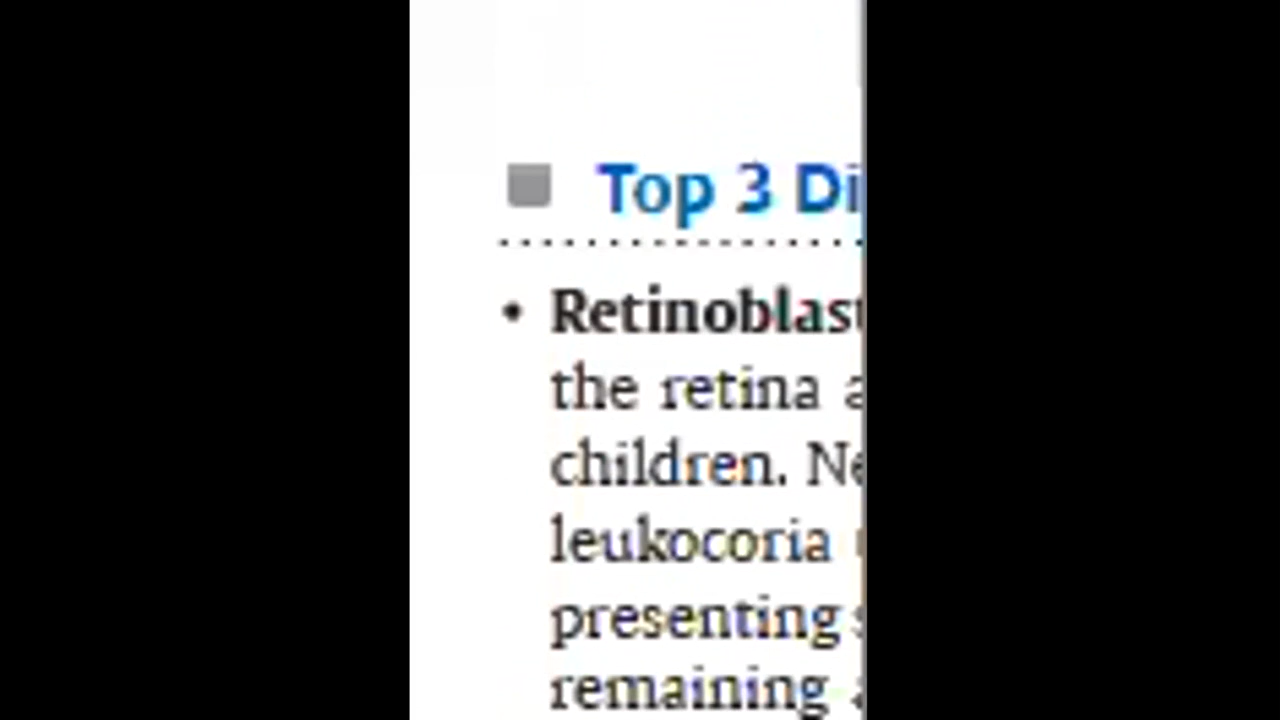 Top 3 Di
• Retinoblast
the retina a
children. Ne
leukocoria
presenting
remaining